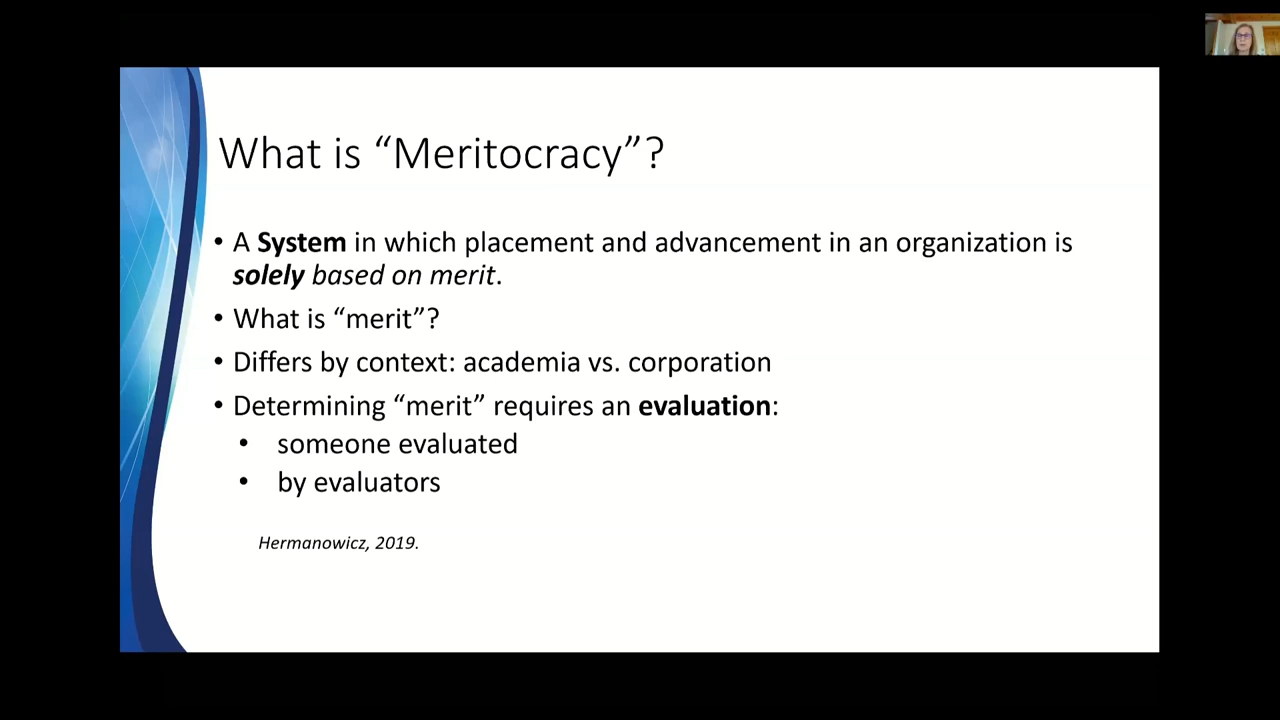 What is “Meritocracy”?
• A System in which placement and advancement in an organization is
solely based on merit.
• What is “merit”?
• Differs by context: academia vs. corporation
• Determining “merit” requires an evaluation:
• someone evaluated
• by evaluators
Hermanowicz, 2019.